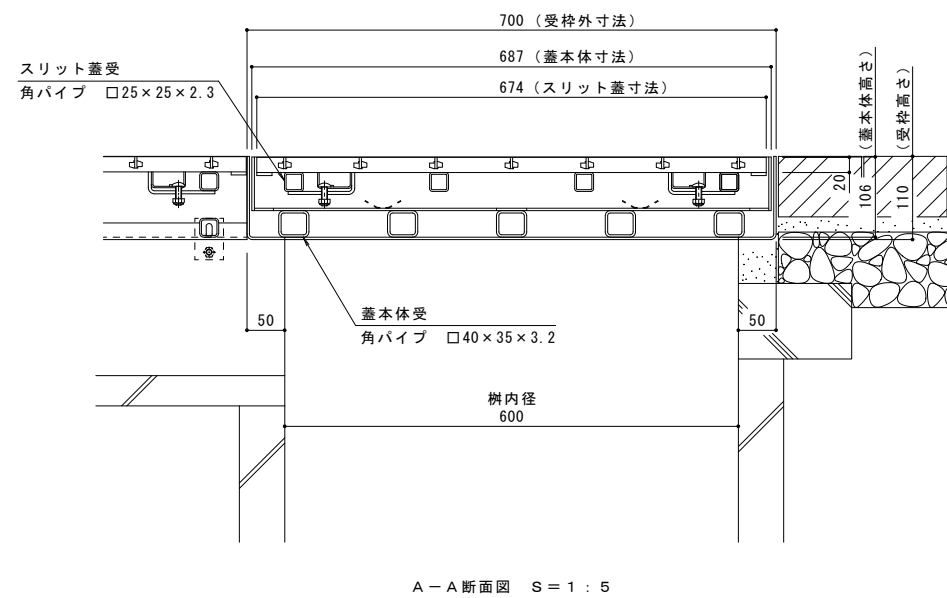 700（受枠外寸法）
687（蓋本体寸法）
674（スリット蓋寸法）
スリット蓋受
角パイプ　□25×25×2.3
20
106
（蓋本体高さ）
110
（受枠高さ）
50
蓋本体受
角パイプ　□40×35×3.2
50
桝内径
600
A－A断面図　S＝1：5